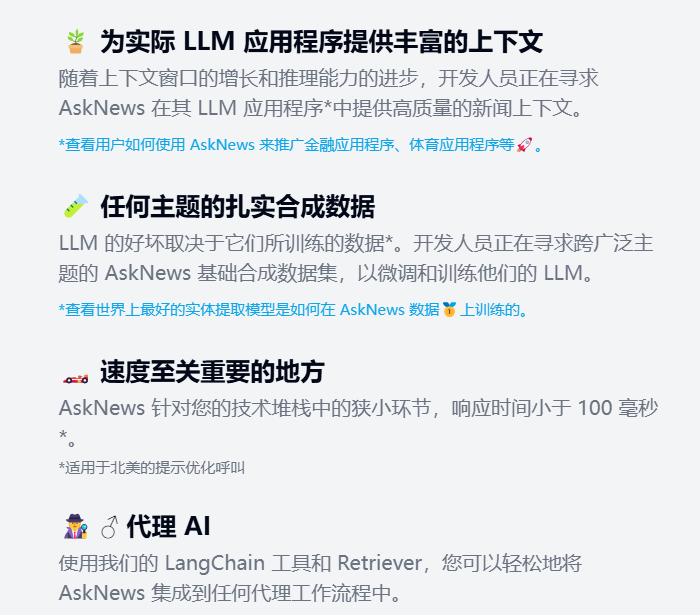 🪴 为实际 LLM 应用程序提供丰富的上下文
随着上下文窗口的增长和推理能力的进步，开发人员正在寻求
AskNews 在其 LLM 应用程序*中提供高质量的新闻上下文。
*查看用户如何使用 AskNews 来推广金融应用程序、体育应用程序等🚀。
🧪 任何主题的扎实合成数据
LLM 的好坏取决于它们所训练的数据*。开发人员正在寻求跨广泛主
题的 AskNews 基础合成数据集，以微调和训练他们的 LLM。
*查看世界上最好的实体提取模型是如何在 AskNews 数据🥇上训练的。
🏎️ 速度至关重要的地方
AskNews 针对您的技术堆栈中的狭小环节，响应时间小于 100 毫秒
*。
*适用于北美的提示优化呼叫
🕵️ ♂ 代理 AI
使用我们的 LangChain 工具和 Retriever，您可以轻松地将
AskNews 集成到任何代理工作流程中。